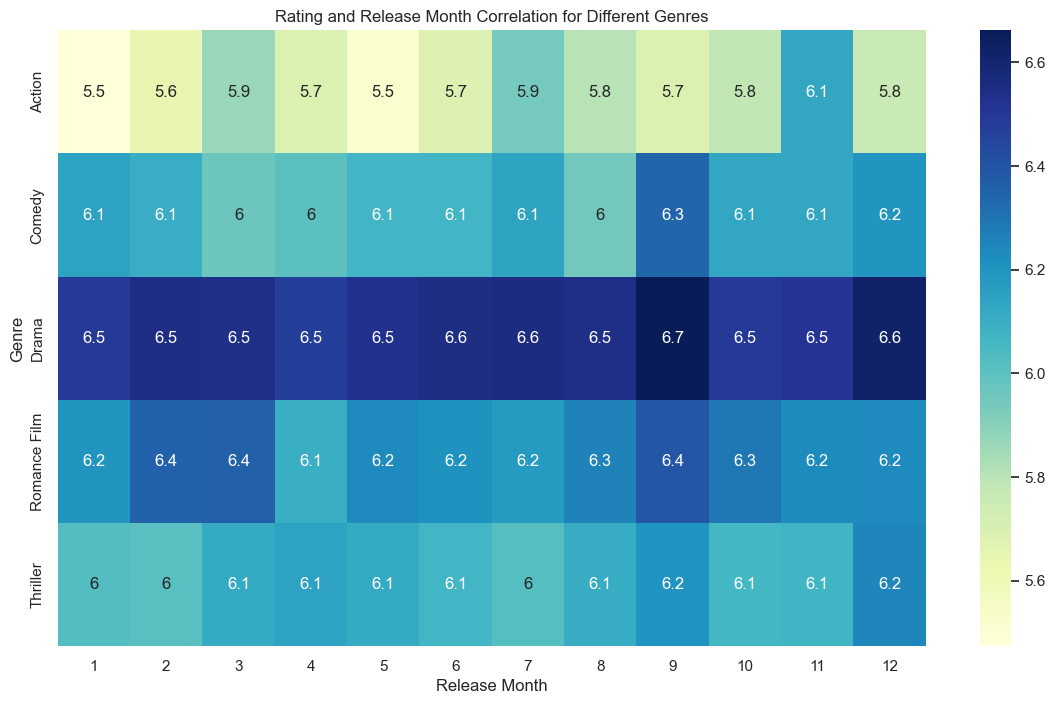 Rating and Release Month Correlation for Different Genres
Genre
Action 5.5 5.6 5.9 5.7 5.5 5.7 5.9 5.8 5.7 5.8 6.1 5.8
Comedy 6.1 6.1 6 6 6.1 6.1 6.1 6 6.3 6.1 6.1 6.2
Drama 6.5 6.5 6.5 6.5 6.5 6.6 6.6 6.5 6.7 6.5 6.5 6.6
Romance Film 6.2 6.4 6.4 6.1 6.2 6.2 6.2 6.3 6.4 6.3 6.2 6.2
Thriller 6 6 6.1 6.1 6.1 6.1 6 6.1 6.2 6.1 6.1 6.2
1 2 3 4 5 6 7 8 9 10 11 12
Release Month
6.6
6.4
6.2
6.0
5.8
5.6